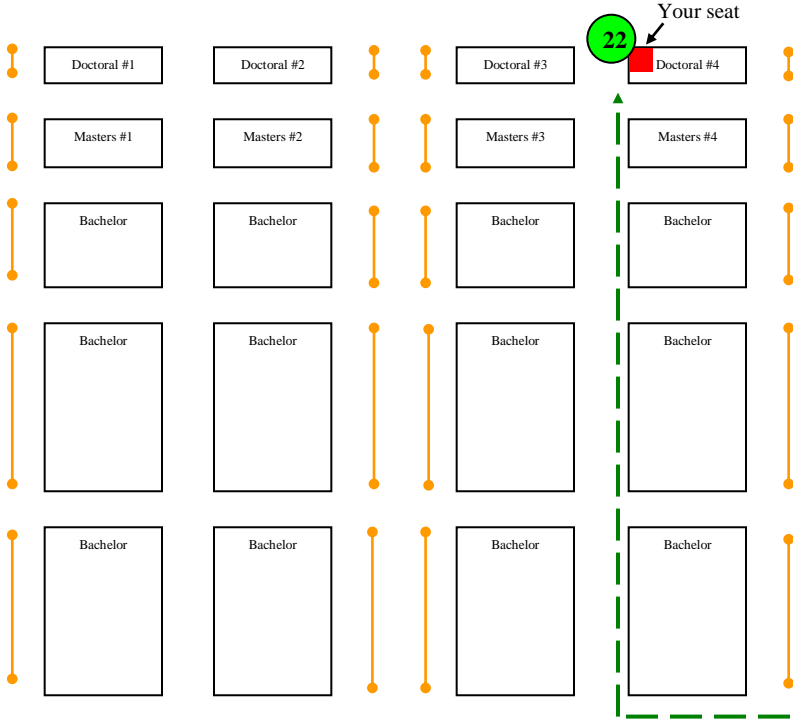 Your seat
22
Doctoral #1
Doctoral #2
Doctoral #3
Doctoral #4
Masters #1
Masters #2
Masters #3
Masters #4
Bachelor
Bachelor
Bachelor
Bachelor
Bachelor
Bachelor
Bachelor
Bachelor
Bachelor
Bachelor
Bachelor
Bachelor